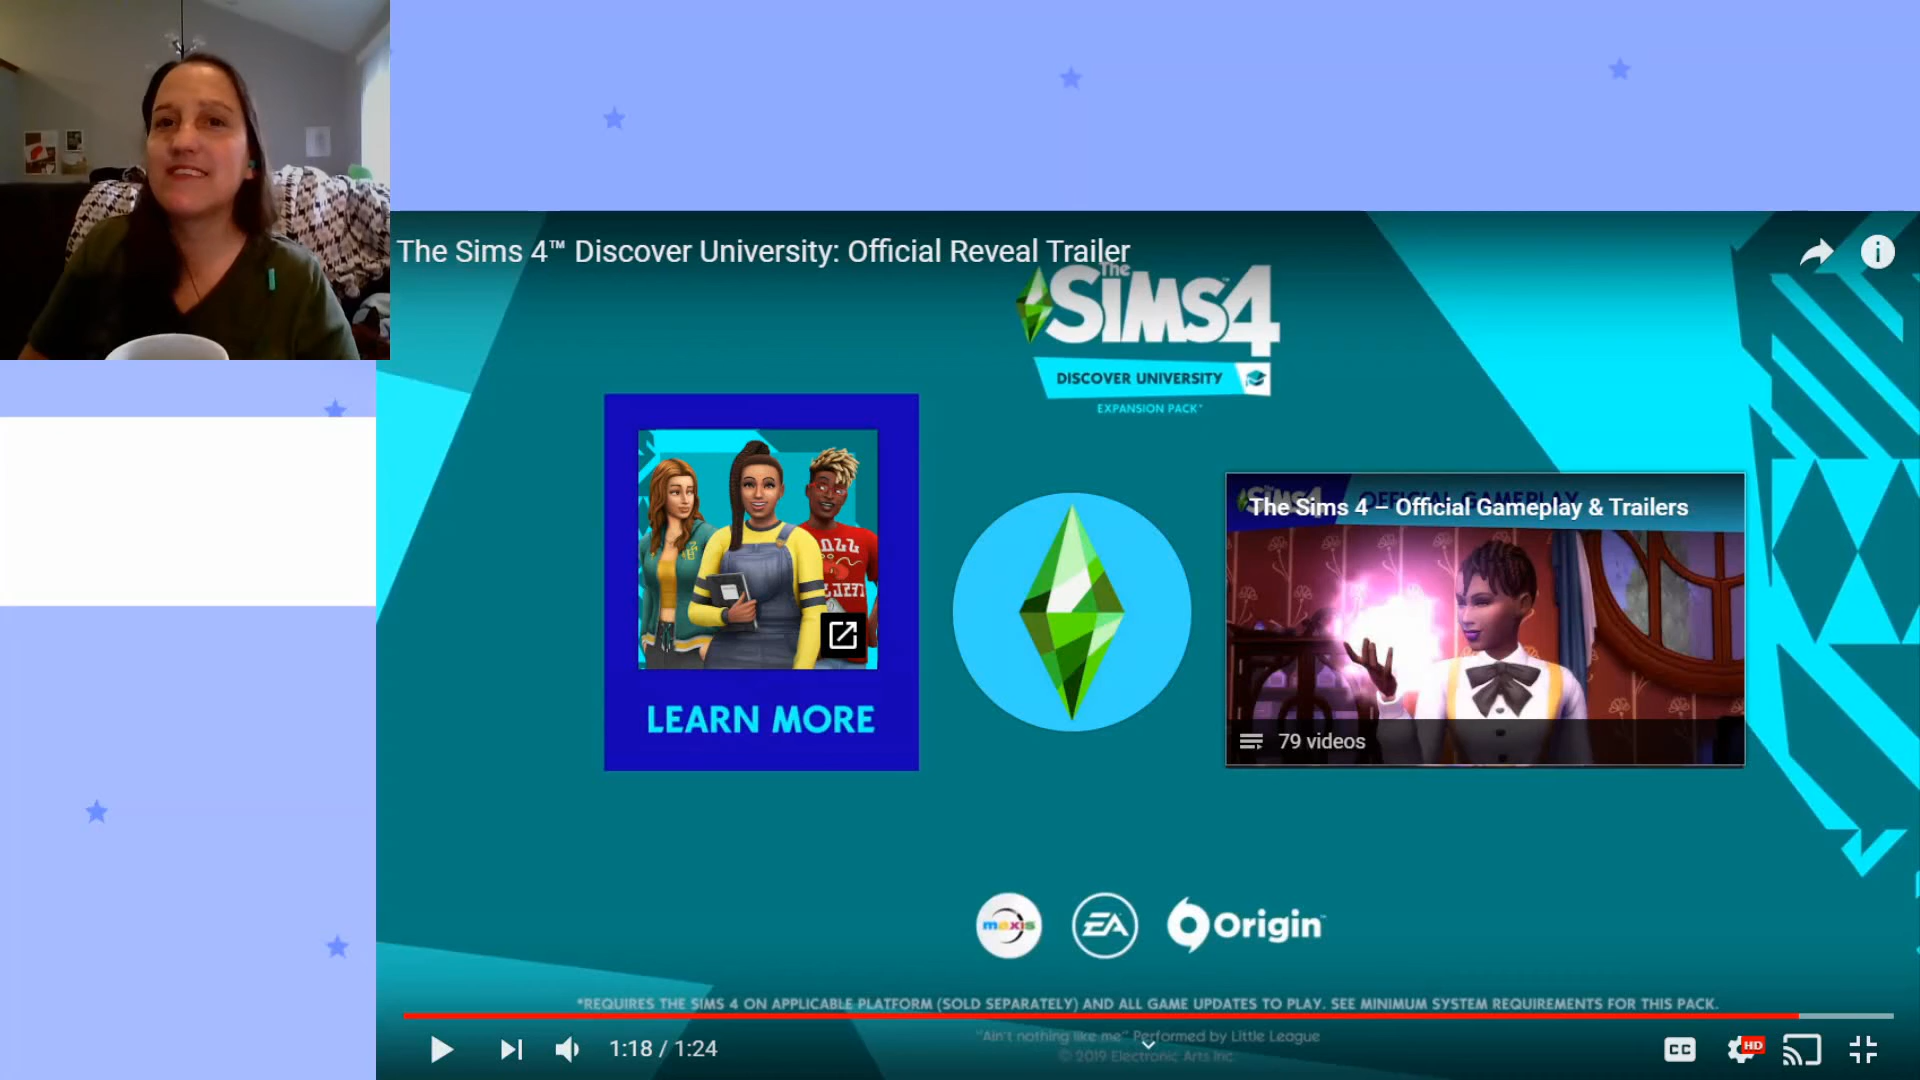 The Sims 4™ Discover University: Official Reveal Trailer
The
SIMS4
DISCOVER UNIVERSITY
EXPANSION PACK*
LEARN MORE
The Sims 4 – Official Gameplay & Trailers
79 videos
maxis
EA
Origin
*REQUIRES THE SIMS 4 ON APPLICABLE PLATFORM (SOLD SEPARATELY) AND ALL GAME UPDATES TO PLAY. SEE MINIMUM SYSTEM REQUIREMENTS FOR THIS PACK.
"Ain't nothing like me" Performed by Little League
© 2019 Electronic Arts Inc.
1:18 / 1:24
CC
HD